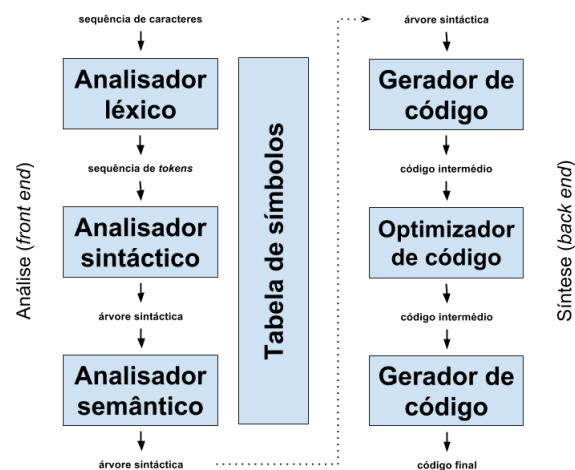 sequência de caracteres
Analisador
léxico
sequência de tokens
Analisador
sintáctico
árvore sintáctica
Analisador
semântico
árvore sintáctica
Análise (front end)
Tabela de símbolos
árvore sintáctica
Gerador de
código
código intermédio
Optimizador
de código
código intermédio
Gerador de
código
código final
Síntese (back end)